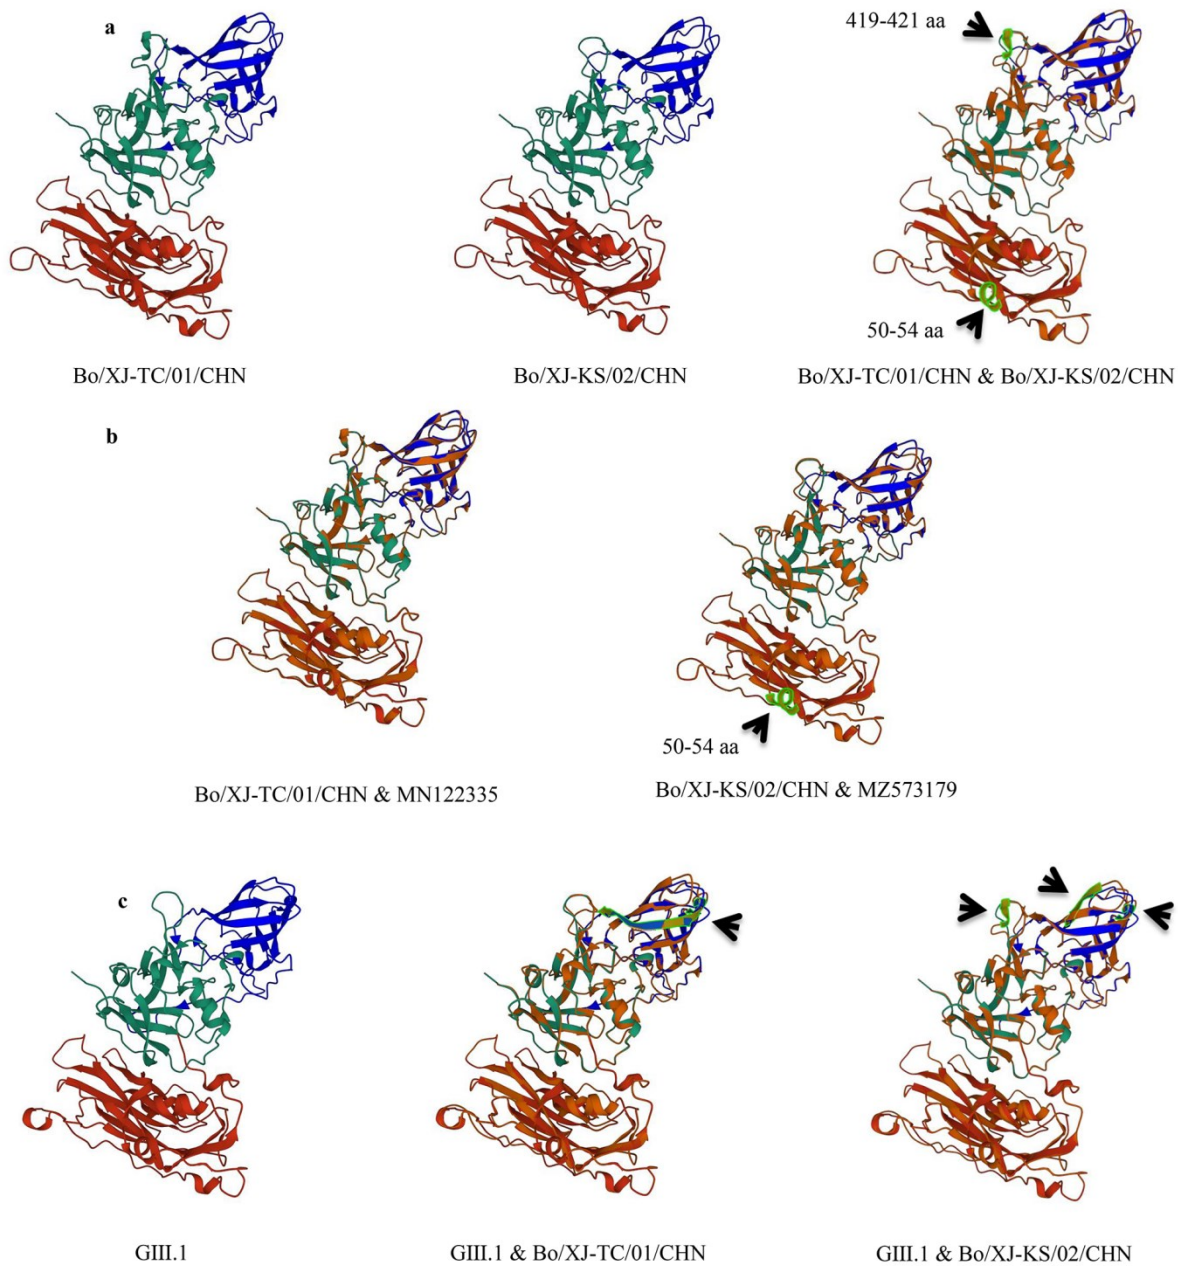 a
419-421 aa
50-54 aa
Bo/XJ-TC/01/CHN
Bo/XJ-KS/02/CHN
Bo/XJ-TC/01/CHN & Bo/XJ-KS/02/CHN
b
50-54 aa
Bo/XJ-TC/01/CHN & MN122335
Bo/XJ-KS/02/CHN & MZ573179
c
GIII.1
GIII.1 & Bo/XJ-TC/01/CHN
GIII.1 & Bo/XJ-KS/02/CHN